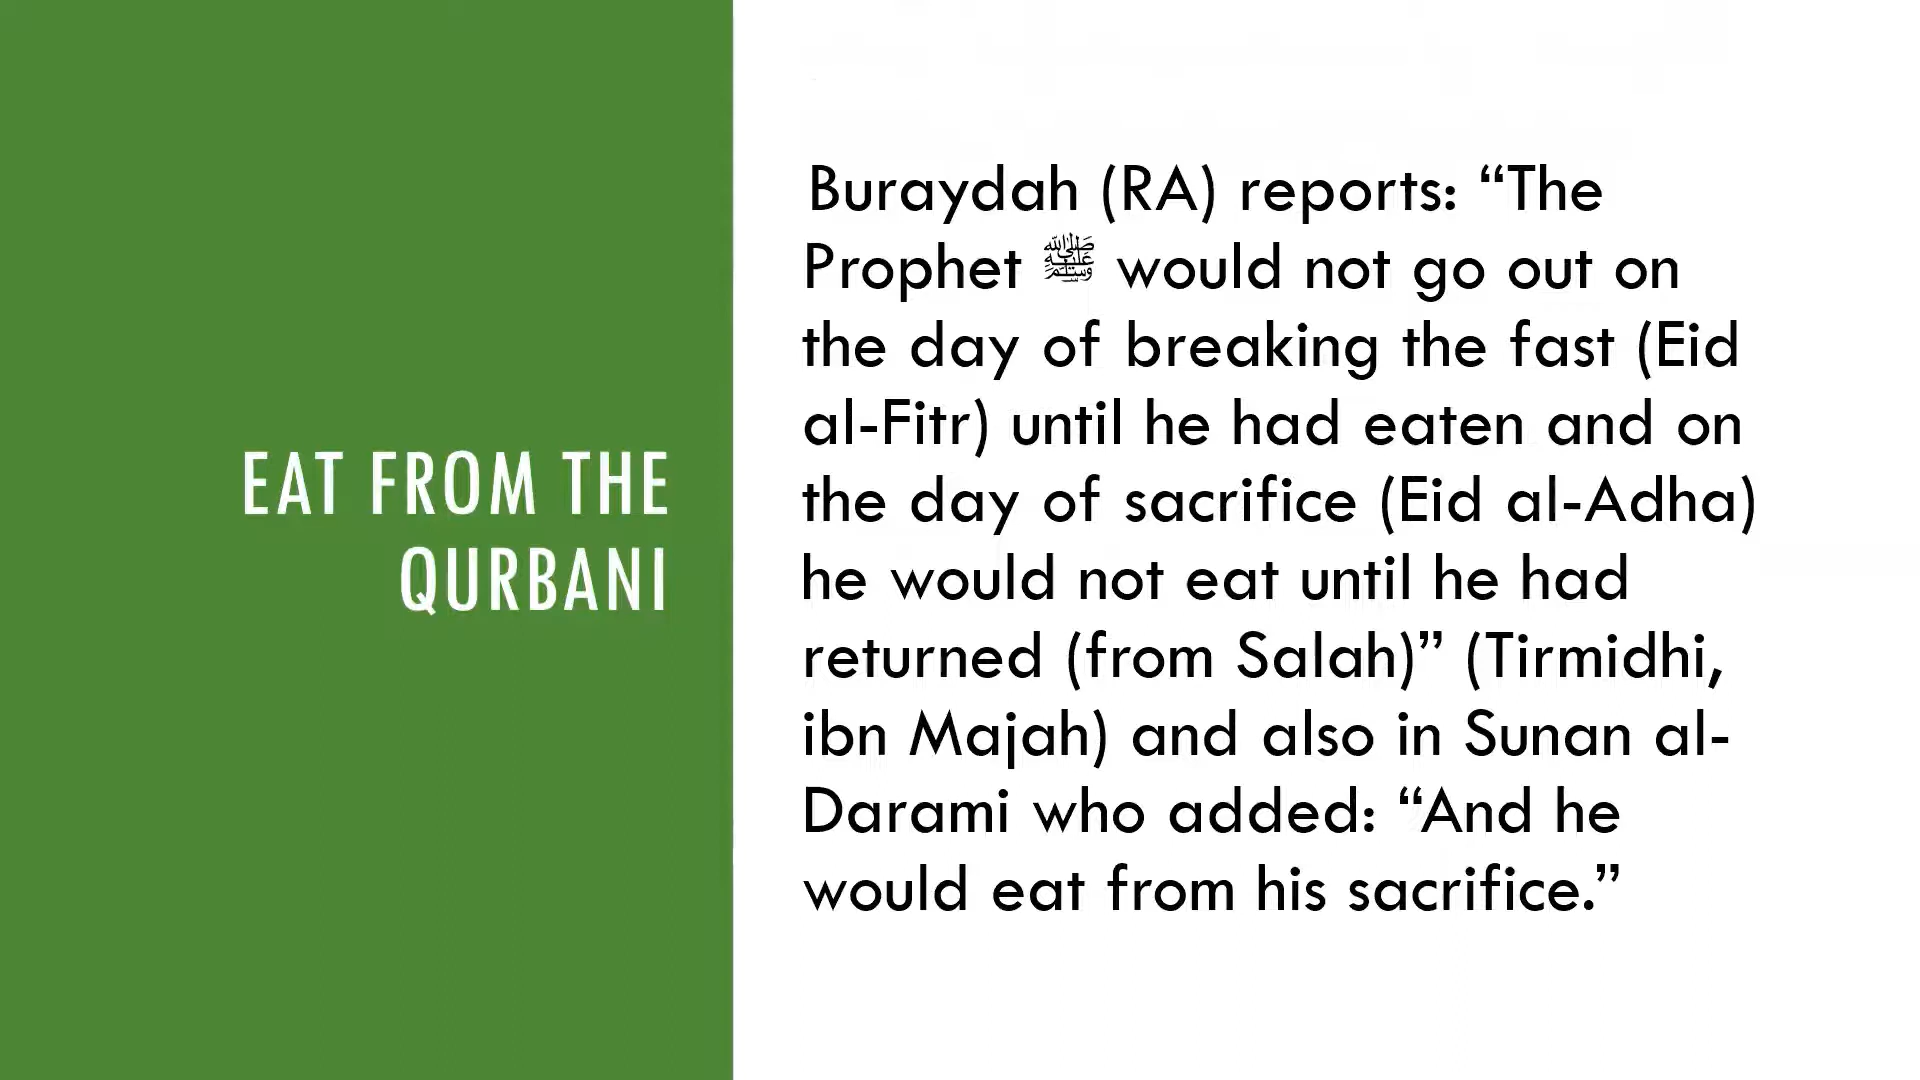 EAT FROM THE
QURBANI
Buraydah (RA) reports: “The
Prophet ﷺ would not go out on
the day of breaking the fast (Eid
al-Fitr) until he had eaten and on
the day of sacrifice (Eid al-Adha)
he would not eat until he had
returned (from Salah)” (Tirmidhi,
ibn Majah) and also in Sunan al-
Darami who added: “And he
would eat from his sacrifice.”